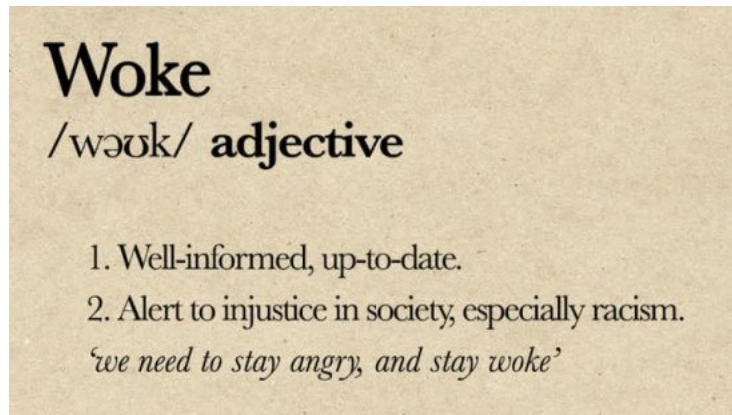 Woke
/wɔʊk/ adjective
1. Well-informed, up-to-date.
2. Alert to injustice in society, especially racism.
‘we need to stay angry, and stay woke’